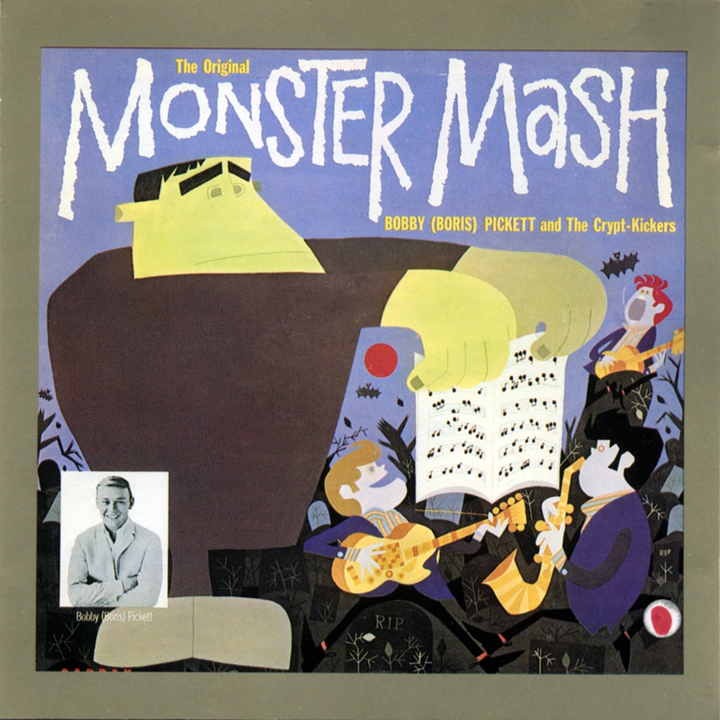 The Original
MONSTER MaSH
BOBBY (BORIS) PICKETT and The Crypt-Kickers
RIP
Bobby (Boris) Pickett
RIP